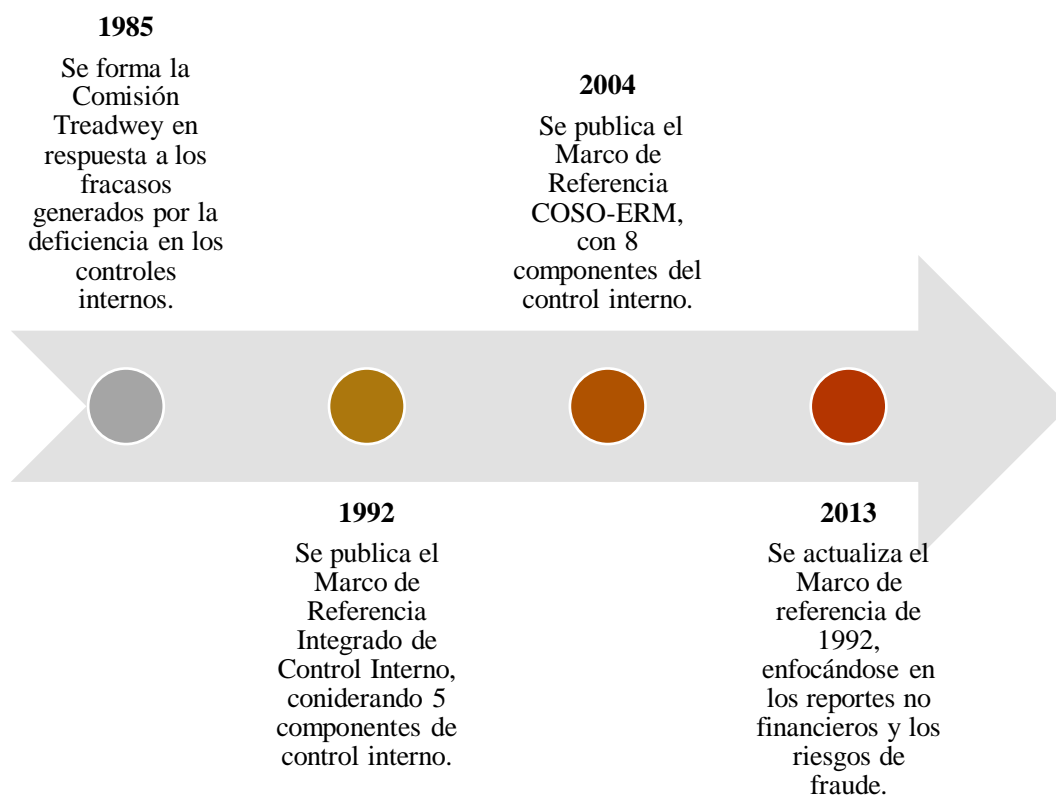 1985
Se forma la
Comisión
Treadwey en
respuesta a los
fracasos
generados por la
deficiencia en los
controles
internos.
1992
Se publica el
Marco de
Referencia
Integrado de
Control Interno,
coniderando 5
componentes de
control interno.
2004
Se publica el
Marco de
Referencia
COSO-ERM,
con 8
componentes del
control interno.
2013
Se actualiza el
Marco de
referencia de
1992,
enfocándose en
los reportes no
financieros y los
riesgos de
fraude.